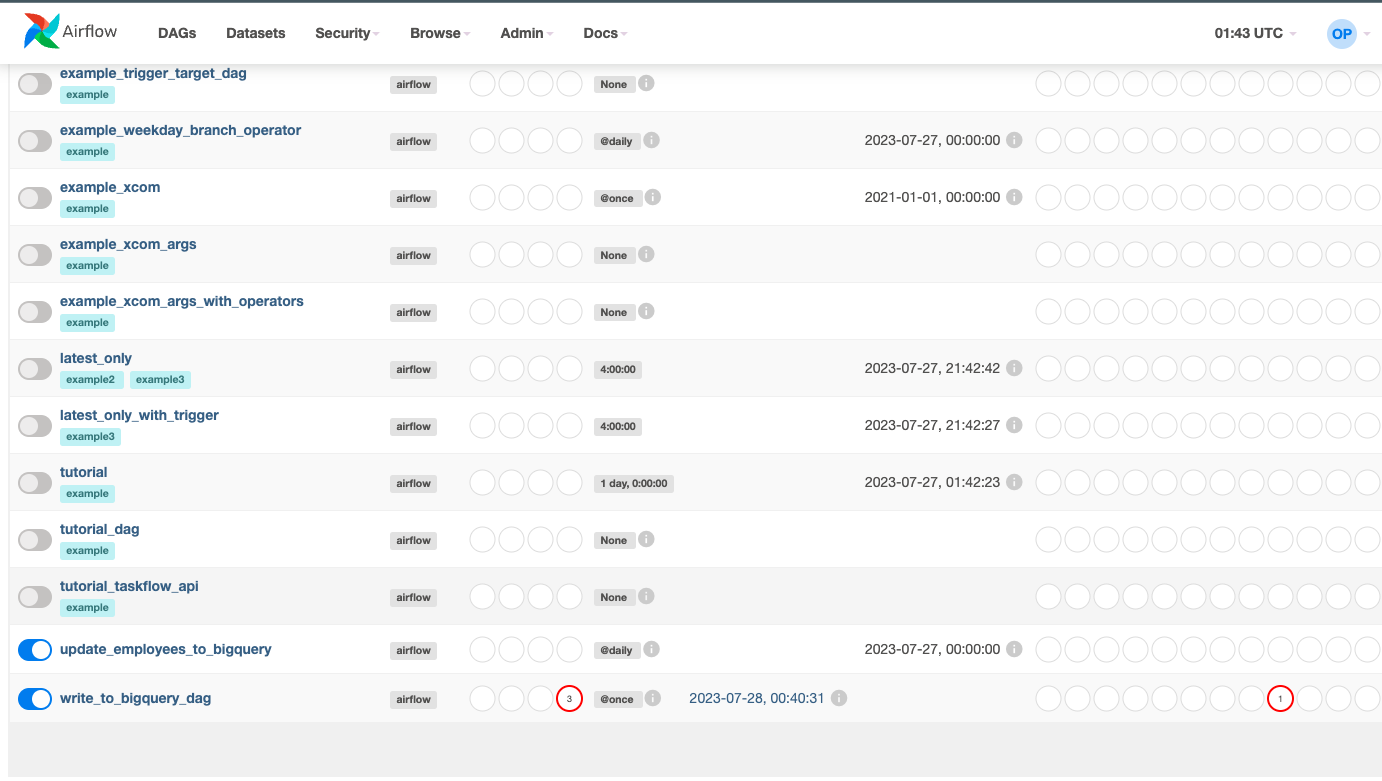 Airflow DAGs Datasets Security Browse Admin Docs 01:43 UTC OP
example_trigger_target_dag
example airflow None i
example_weekday_branch_operator
example airflow @daily i 2023-07-27, 00:00:00 i
example_xcom
example airflow @once i 2021-01-01, 00:00:00 i
example_xcom_args
example airflow None i
example_xcom_args_with_operators
example airflow None i
latest_only
example2 example3 airflow 4:00:00 2023-07-27, 21:42:42 i
latest_only_with_trigger
example3 airflow 4:00:00 2023-07-27, 21:42:27 i
tutorial
example airflow 1 day, 0:00:00 2023-07-27, 01:42:23 i
tutorial_dag
example airflow None i
tutorial_taskflow_api
example airflow None i
update_employees_to_bigquery airflow @daily i 2023-07-27, 00:00:00 i
write_to_bigquery_dag airflow 3 @once i 2023-07-28, 00:40:31 i 1